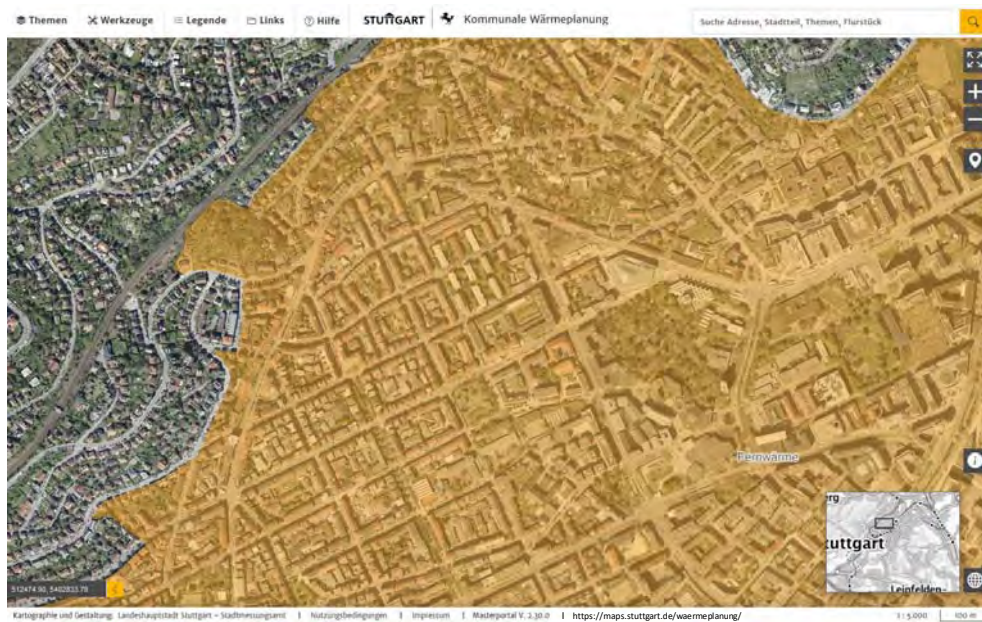 Themen Werkzeuge Legende Links Hilfe STUTTGART Kommunale Wärmeplanung Suche Adresse, Stadtteil, Themen, Flurstück
Fernwärme
erg
tuttgart
Leinfelden-
512474.90, 5402833.78
Kartographie und Gestaltung: Landeshauptstadt Stuttgart – Stadtmessungsamt | Nutzungsbedingungen | Impressum | Masterportal V. 2.30.0 | https://maps.stuttgart.de/waermeplanung/ 1 : 5.000 100 m